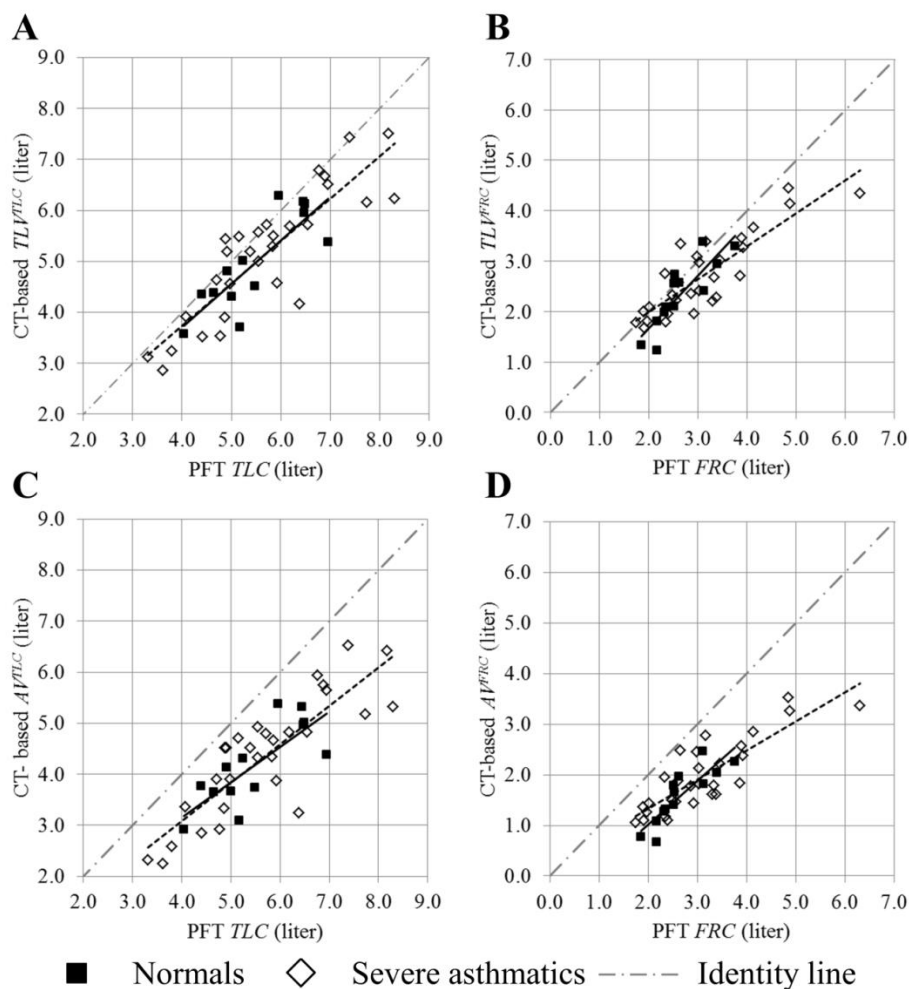 A
9.0
8.0
7.0
6.0
5.0
4.0
3.0
2.0
CT-based TLV^TLC (liter)
2.0 3.0 4.0 5.0 6.0 7.0 8.0 9.0
PFT TLC (liter)
B
7.0
6.0
5.0
4.0
3.0
2.0
1.0
0.0
CT-based TLV^FRC (liter)
0.0 1.0 2.0 3.0 4.0 5.0 6.0 7.0
PFT FRC (liter)
C
9.0
8.0
7.0
6.0
5.0
4.0
3.0
2.0
CT- based AV^TLC (liter)
2.0 3.0 4.0 5.0 6.0 7.0 8.0 9.0
PFT TLC (liter)
D
7.0
6.0
5.0
4.0
3.0
2.0
1.0
0.0
CT-based AV^FRC (liter)
0.0 1.0 2.0 3.0 4.0 5.0 6.0 7.0
PFT FRC (liter)
Normals Severe asthmatics Identity line